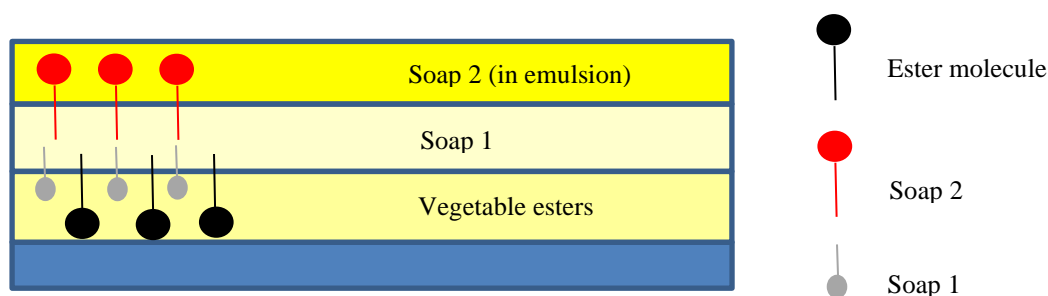 Soap 2 (in emulsion)
Soap 1
Vegetable esters
Ester molecule
Soap 2
Soap 1